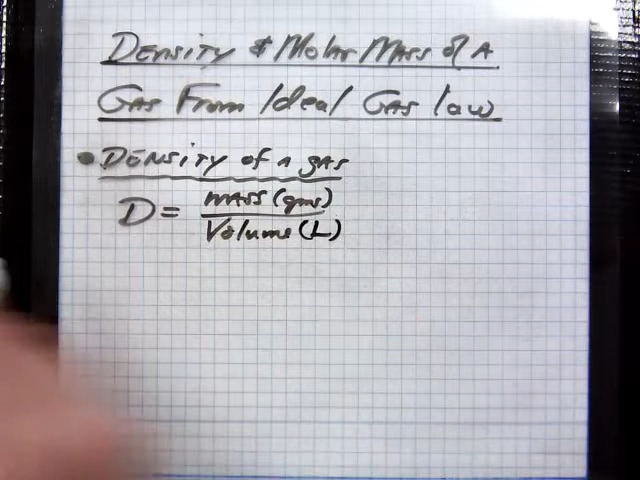 Density & Molar Mass of A
Gas From Ideal Gas law
• Density of a gas
D = mass (gms)
Volume (L)